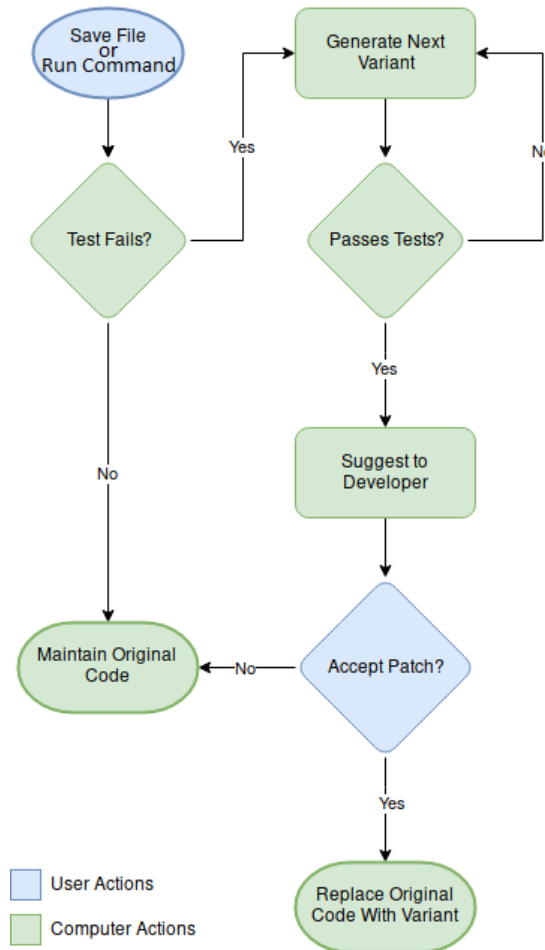 Save File
or
Run Command
Generate Next
Variant
Yes
Test Fails?
Passes Tests?
Yes
No
Suggest to
Developer
Maintain Original
Code
No
Accept Patch?
Yes
User Actions
Computer Actions
Replace Original
Code With Variant